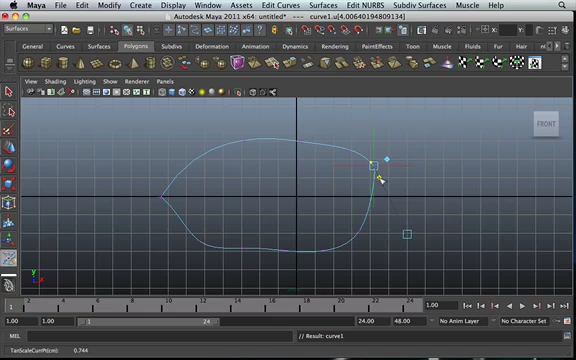 Maya File Edit Modify Create Display Window Assets Edit Curves Surfaces Edit NURBS Subdiv Surfaces Muscle Help
Autodesk Maya 2011 x64: untitled* --- curve1.u[4.00640194809134]
Surfaces X: Y:
General Curves Surfaces Polygons Subdivs Deformation Animation Dynamics Rendering PaintEffects Toon Muscle Fluids Fur Hair
View Shading Lighting Show Renderer Panels
FRONT
y
2 4 6 8 10 12 14 16 18 20 22 24 1.00
1.00 1.00 1 24 24.00 48.00 No Anim Layer No Character Set
MEL // Result: curve1
TanScaleCurPt(cm): 0.744